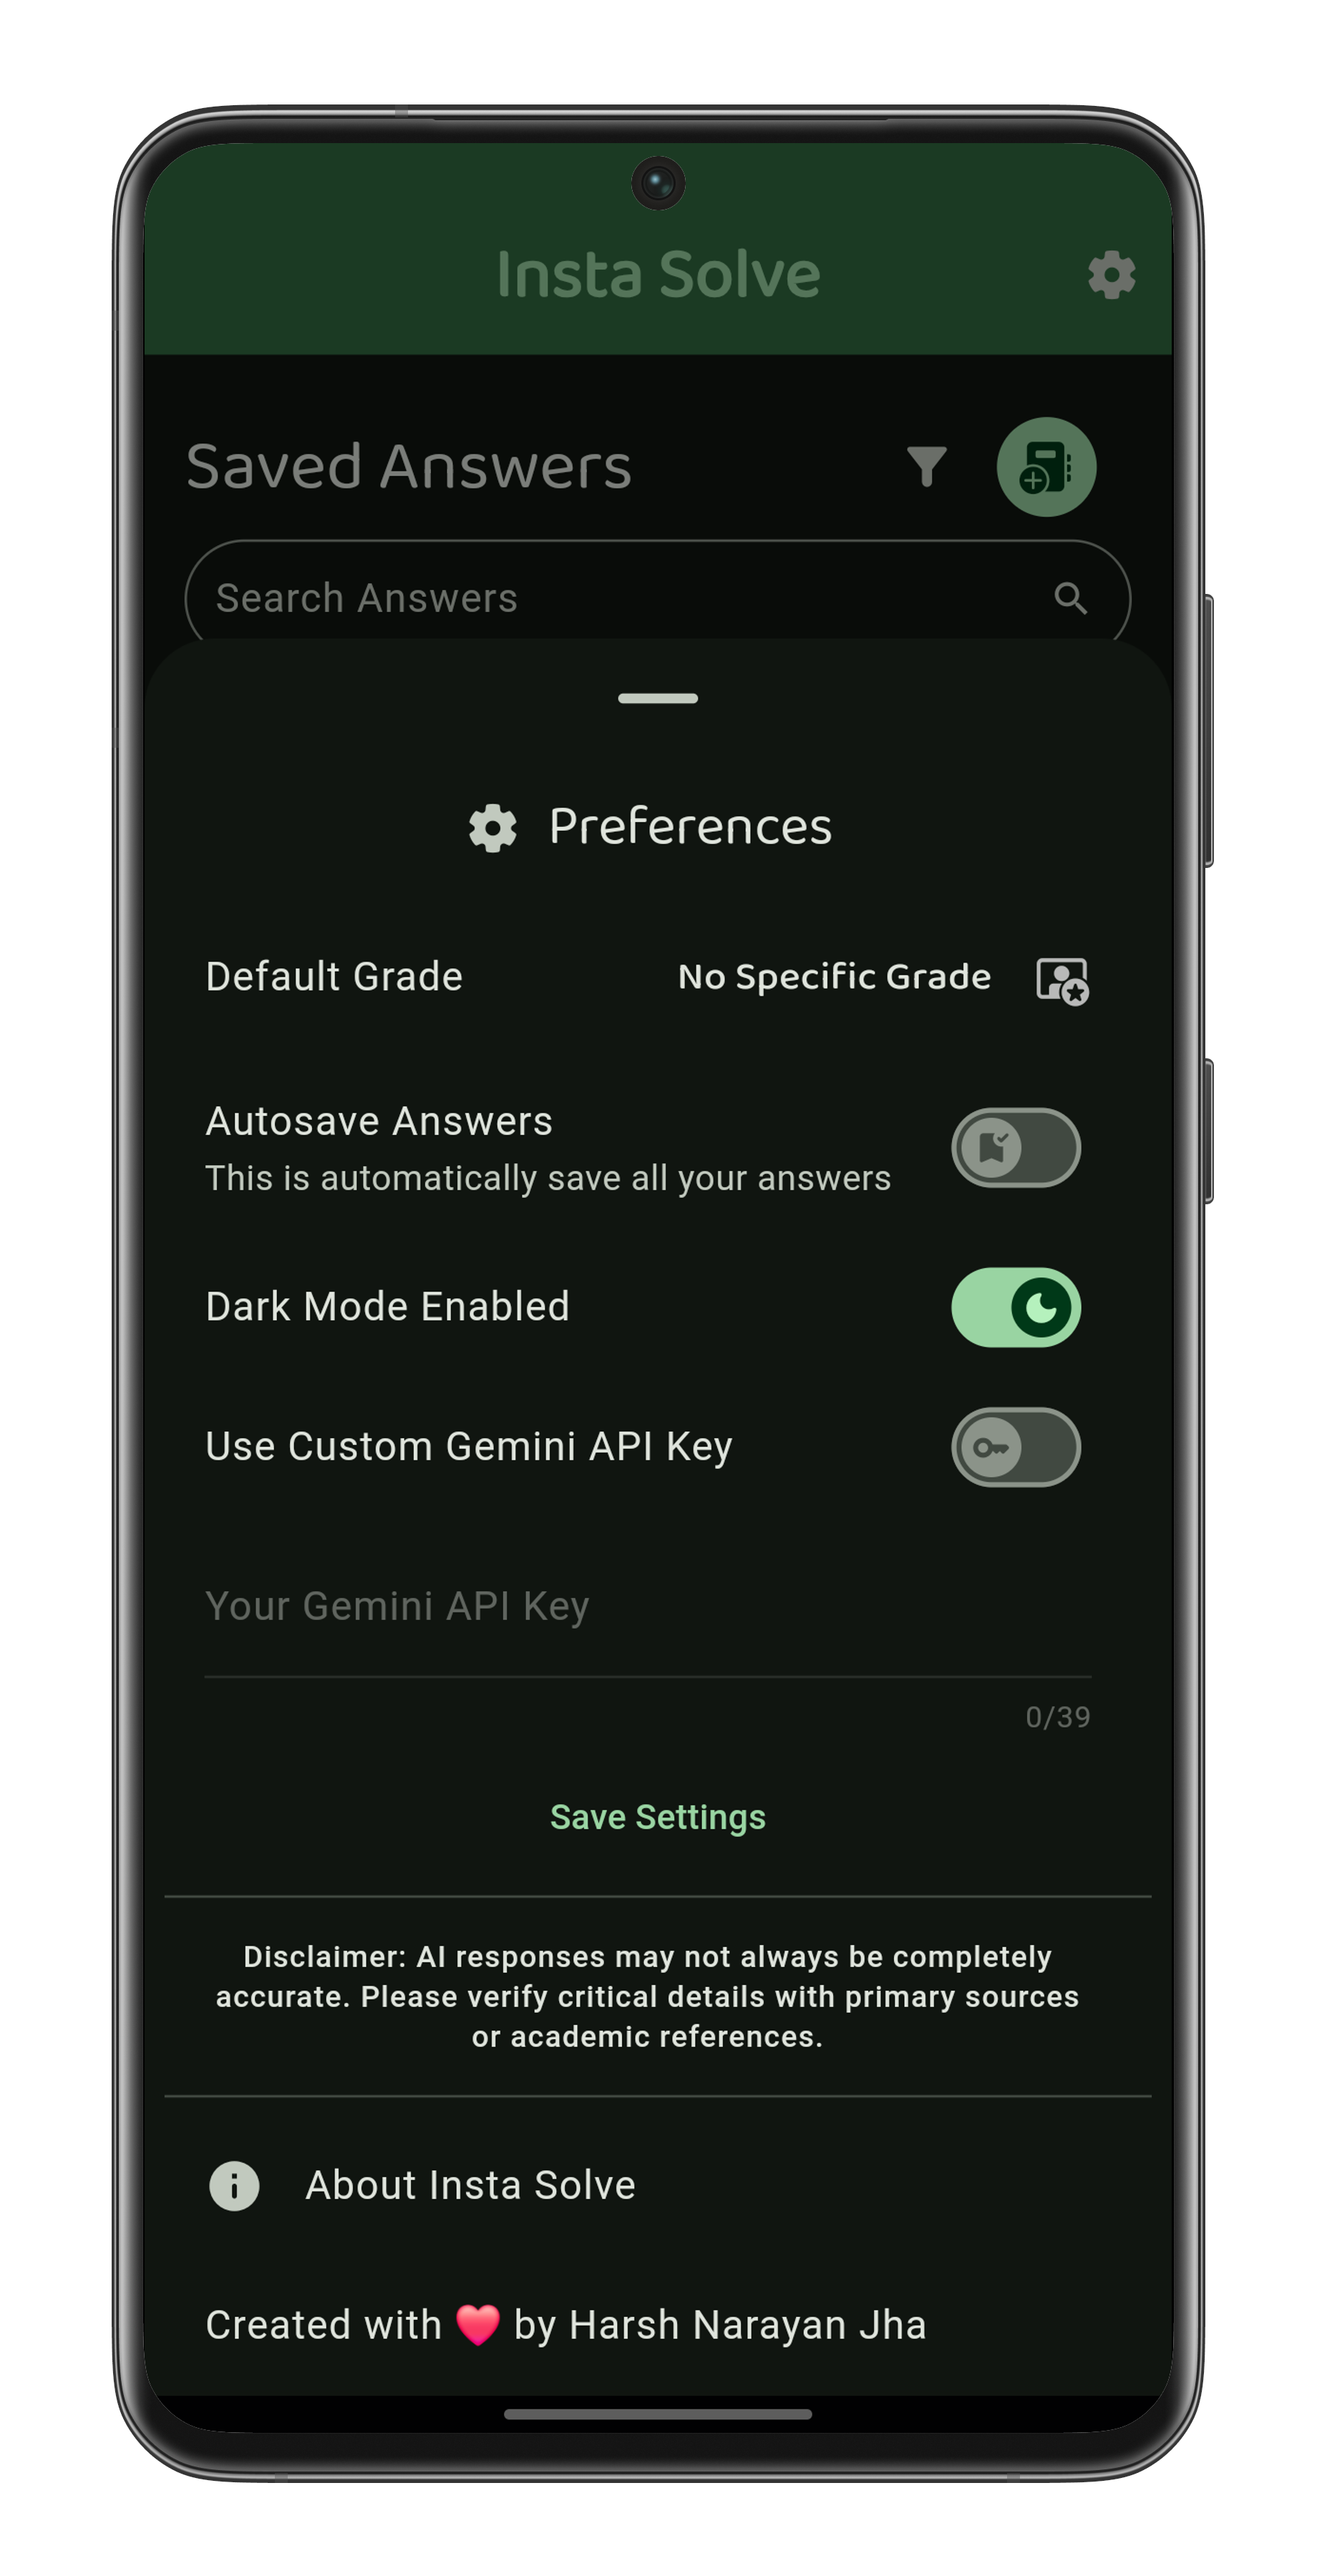 Insta Solve
Saved Answers
Search Answers
Preferences
Default Grade No Specific Grade
Autosave Answers
This is automatically save all your answers
Dark Mode Enabled
Use Custom Gemini API Key
Your Gemini API Key
0/39
Save Settings
Disclaimer: AI responses may not always be completely
accurate. Please verify critical details with primary sources
or academic references.
About Insta Solve
Created with ❤️ by Harsh Narayan Jha